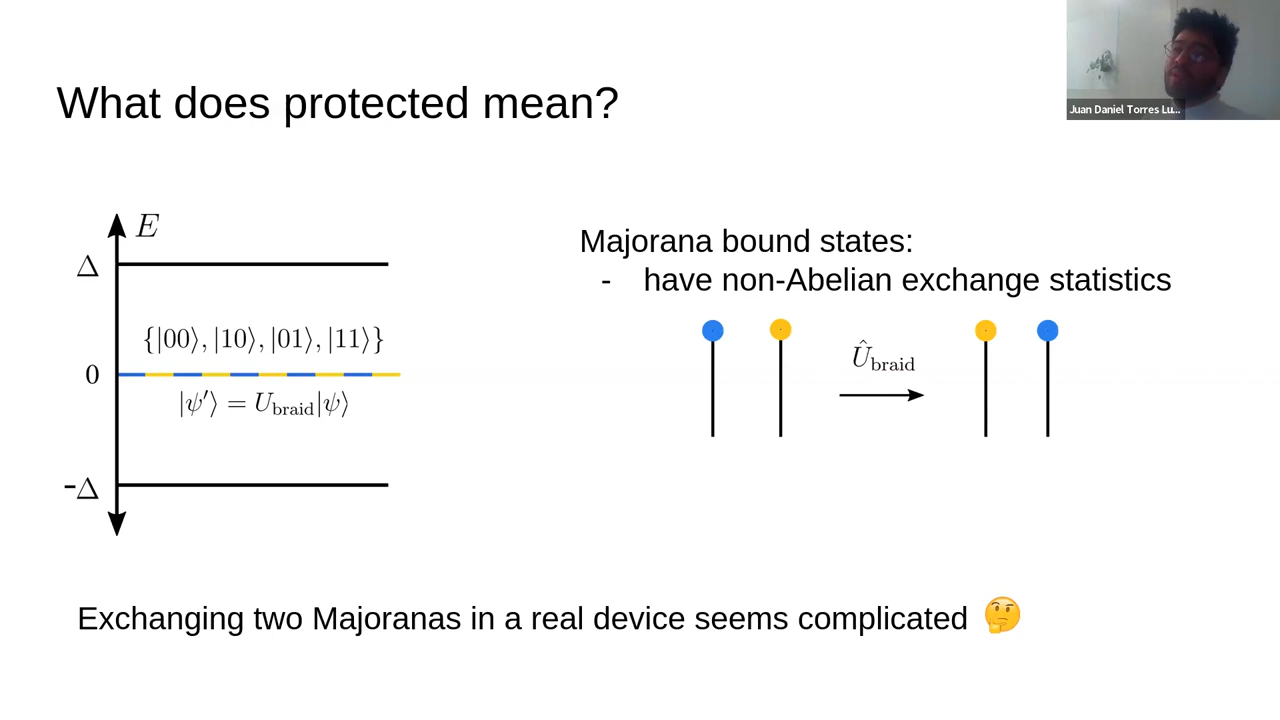 What does protected mean?
Juan Daniel Torres Lu...
E
Δ
{|00⟩, |10⟩, |01⟩, |11⟩}
0
|ψ′⟩ = U_braid|ψ⟩
-Δ
Majorana bound states:
- have non-Abelian exchange statistics
Û_braid
Exchanging two Majoranas in a real device seems complicated 🤔